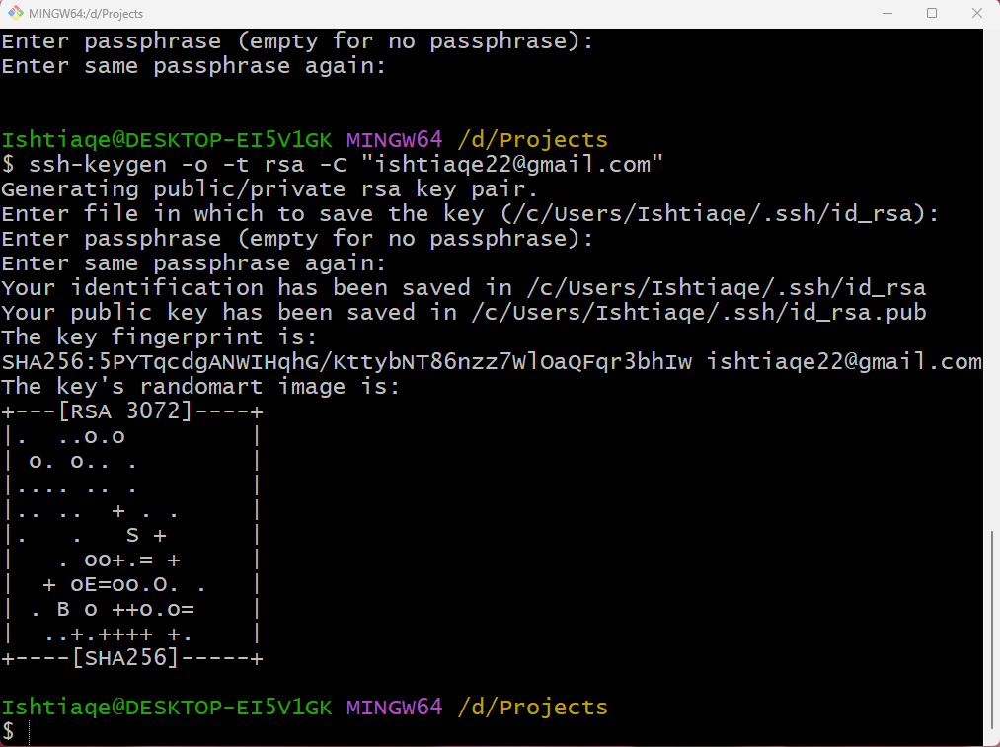 MINGW64:/d/Projects
Enter passphrase (empty for no passphrase):
Enter same passphrase again:
Ishtiaqe@DESKTOP-EI5V1GK MINGW64 /d/Projects
$ ssh-keygen -o -t rsa -C "ishtiaqe22@gmail.com"
Generating public/private rsa key pair.
Enter file in which to save the key (/c/Users/Ishtiaqe/.ssh/id_rsa):
Enter passphrase (empty for no passphrase):
Enter same passphrase again:
Your identification has been saved in /c/Users/Ishtiaqe/.ssh/id_rsa
Your public key has been saved in /c/Users/Ishtiaqe/.ssh/id_rsa.pub
The key fingerprint is:
SHA256:5PYTqcdgANWIHqhG/KttybNT86nzz7WlOaQFqr3bhIw ishtiaqe22@gmail.com
The key's randomart image is:
+---[RSA 3072]----+
|.  ..o.o         |
| o. o.. .        |
|.... .. .        |
|.. ..  + . .     |
|.   .   S +      |
|    . oo+.= +     |
|  + oE=oo.O. .   |
| . B o ++o.o=    |
|  ..+.++++ +.    |
+----[SHA256]-----+
Ishtiaqe@DESKTOP-EI5V1GK MINGW64 /d/Projects
$